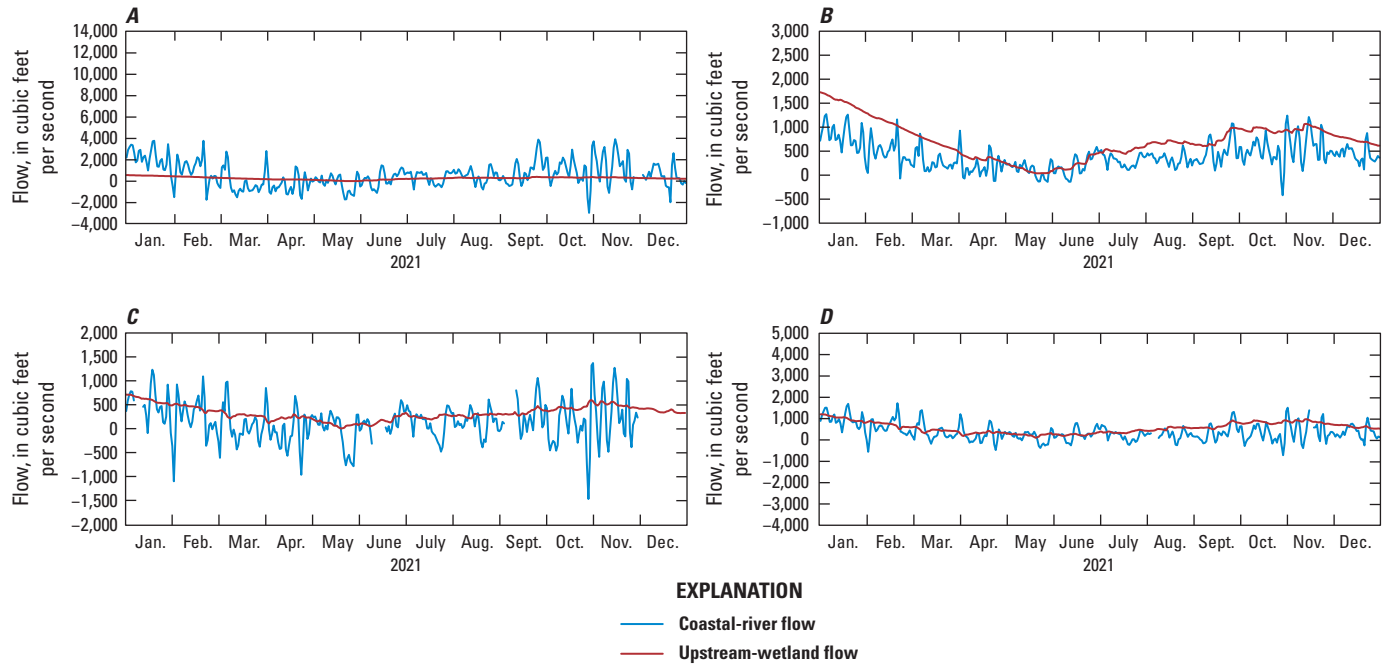 A
Flow, in cubic feet
per second
14,000
12,000
10,000
8,000
6,000
4,000
2,000
0
−2,000
−4,000
Jan. Feb. Mar. Apr. May June July Aug. Sept. Oct. Nov. Dec.
2021
B
Flow, in cubic feet
per second
3,000
2,500
2,000
1,500
1,000
500
0
−500
−1,000
Jan. Feb. Mar. Apr. May June July Aug. Sept. Oct. Nov. Dec.
2021
C
Flow, in cubic feet
per second
2,000
1,500
1,000
500
0
−500
−1,000
−1,500
−2,000
Jan. Feb. Mar. Apr. May June July Aug. Sept. Oct. Nov. Dec.
2021
D
Flow, in cubic feet
per second
5,000
4,000
3,000
2,000
1,000
0
−1,000
−2,000
−3,000
−4,000
Jan. Feb. Mar. Apr. May June July Aug. Sept. Oct. Nov. Dec.
2021
EXPLANATION
Coastal-river flow
Upstream-wetland flow